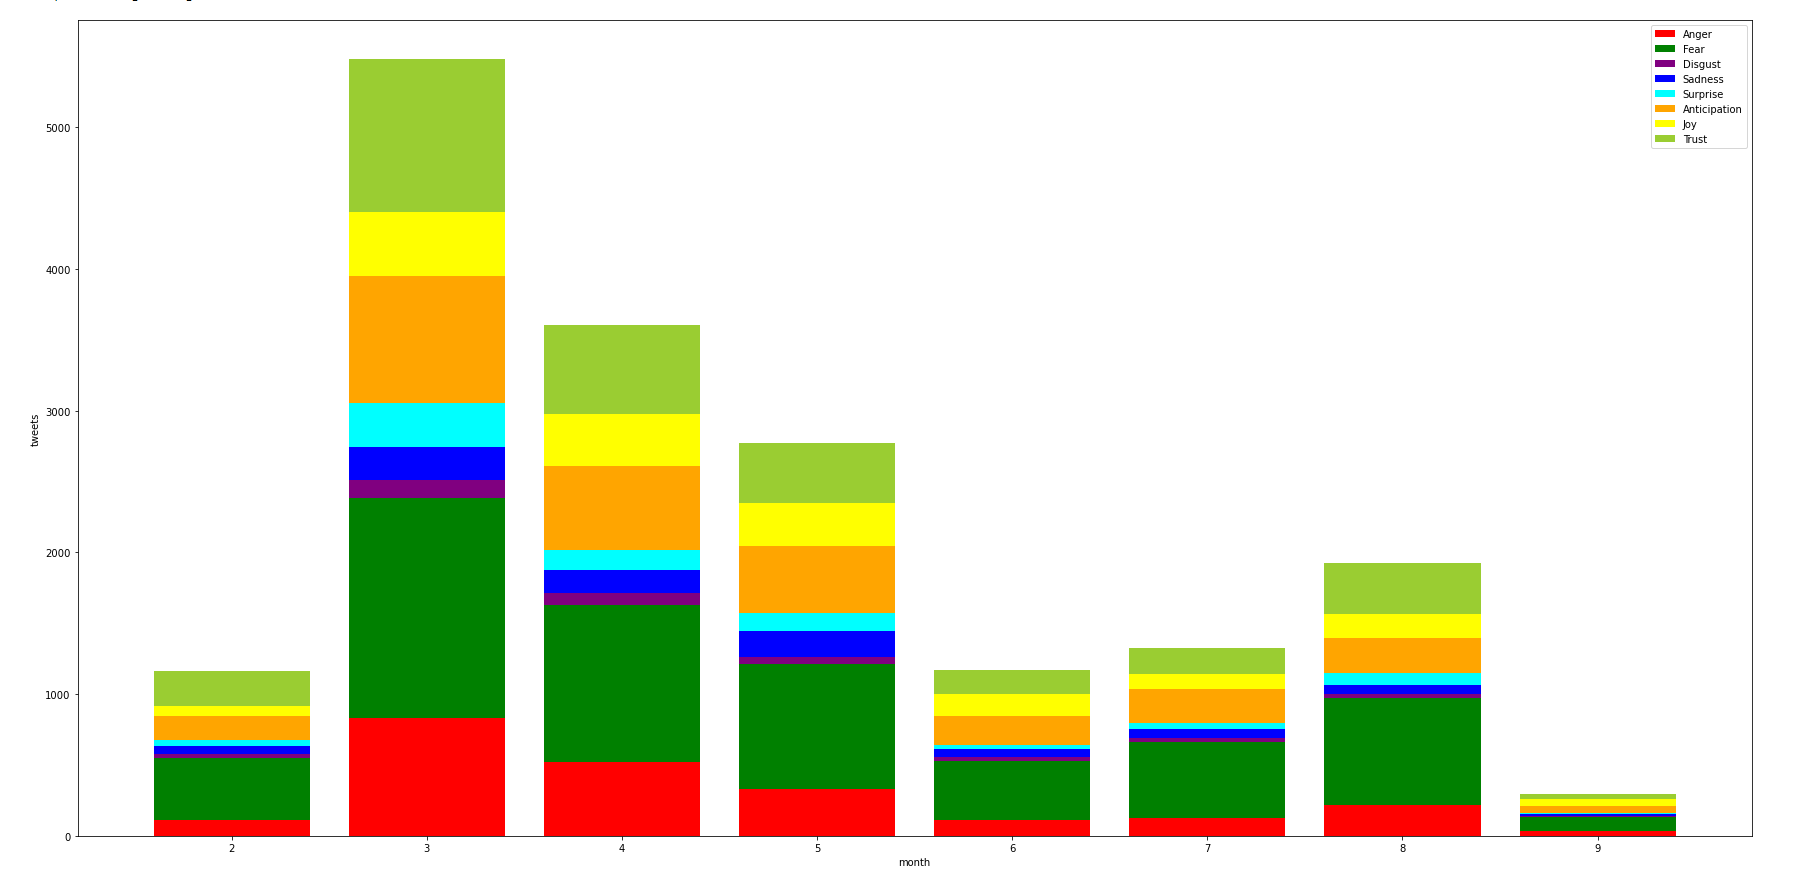 Anger
Fear
Disgust
Sadness
Surprise
Anticipation
Joy
Trust
5000
4000
3000
2000
1000
0
tweets
2 3 4 5 6 7 8 9
month